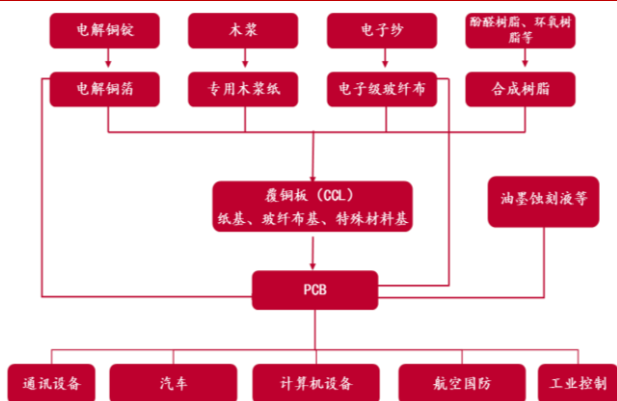 电解铜锭
木浆
电子纱
酚醛树脂、环氧树
脂等
电解铜箔
专用木浆纸
电子级玻纤布
合成树脂
覆铜板（CCL）
纸基、玻纤布基、特殊材料基
油墨蚀刻液等
PCB
通讯设备
汽车
计算机设备
航空国防
工业控制